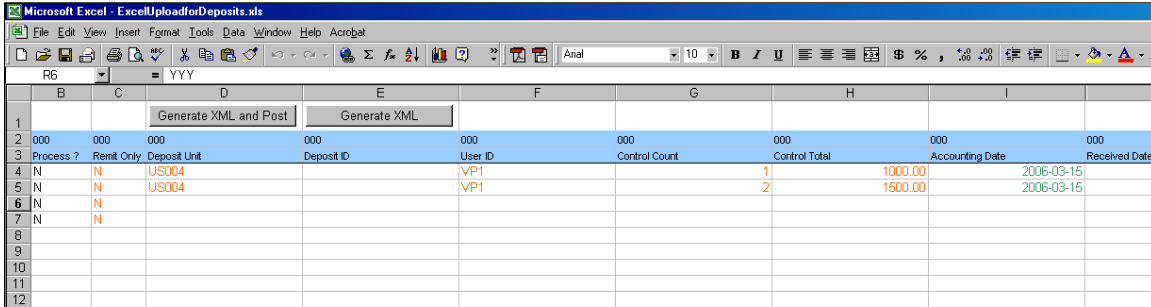 Microsoft Excel - ExcelUploadforDeposits.xls
File Edit View Insert Format Tools Data Window Help Acrobat
Arial 10 B I U $ % ,
R6 = YYY
B C D E F G H I
1 Generate XML and Post Generate XML
2 000 000 000 000 000 000 000 000 000
3 Process ? Remit Only Deposit Unit Deposit ID User ID Control Count Control Total Accounting Date Received Date
4 N N US004 VP1 1 1000.00 2006-03-15
5 N N US004 VP1 2 1500.00 2006-03-15
6 N N
7 N N
8
9
10
11
12